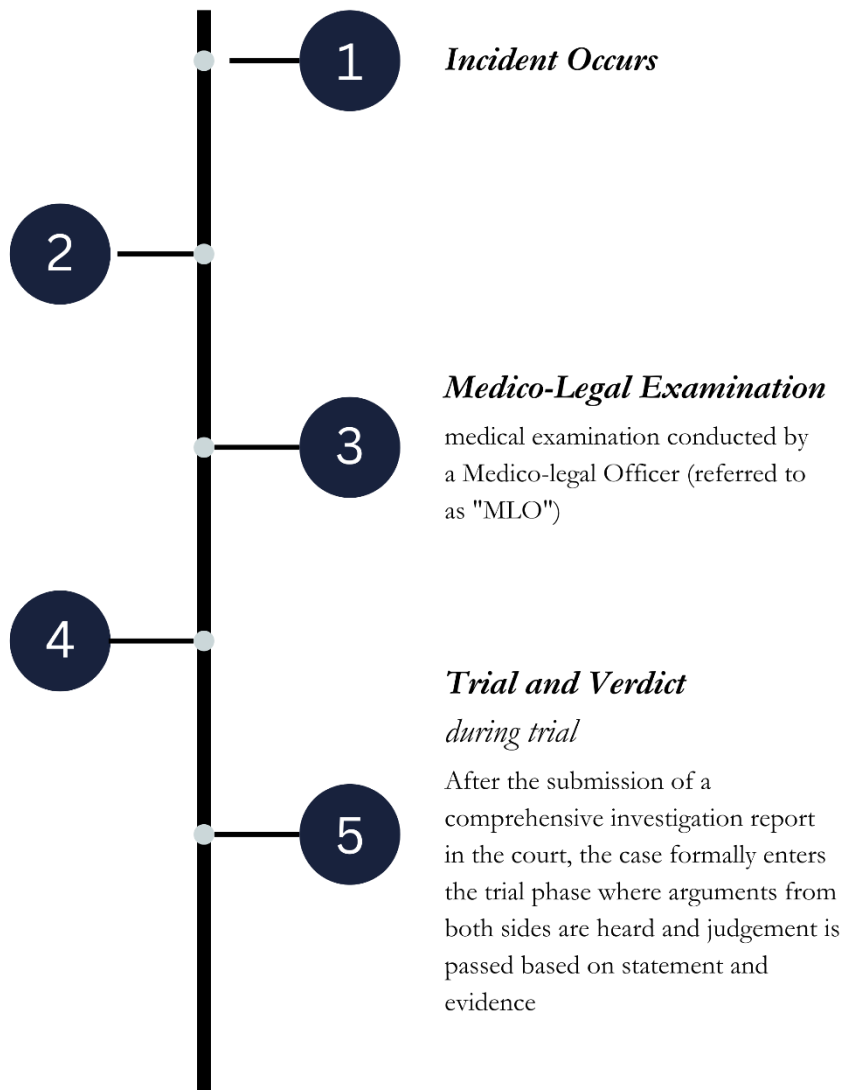 1
Incident Occurs
2
Medico-Legal Examination
medical examination conducted by
a Medico-legal Officer (referred to
as "MLO")
3
4
Trial and Verdict
during trial
After the submission of a
comprehensive investigation report
in the court, the case formally enters
the trial phase where arguments from
both sides are heard and judgement is
passed based on statement and
evidence
5